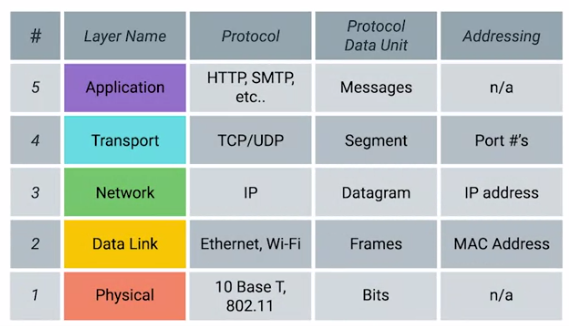 # Layer Name Protocol Protocol Data Unit Addressing
5 Application HTTP, SMTP, etc.. Messages n/a
4 Transport TCP/UDP Segment Port #'s
3 Network IP Datagram IP address
2 Data Link Ethernet, Wi-Fi Frames MAC Address
1 Physical 10 Base T, 802.11 Bits n/a